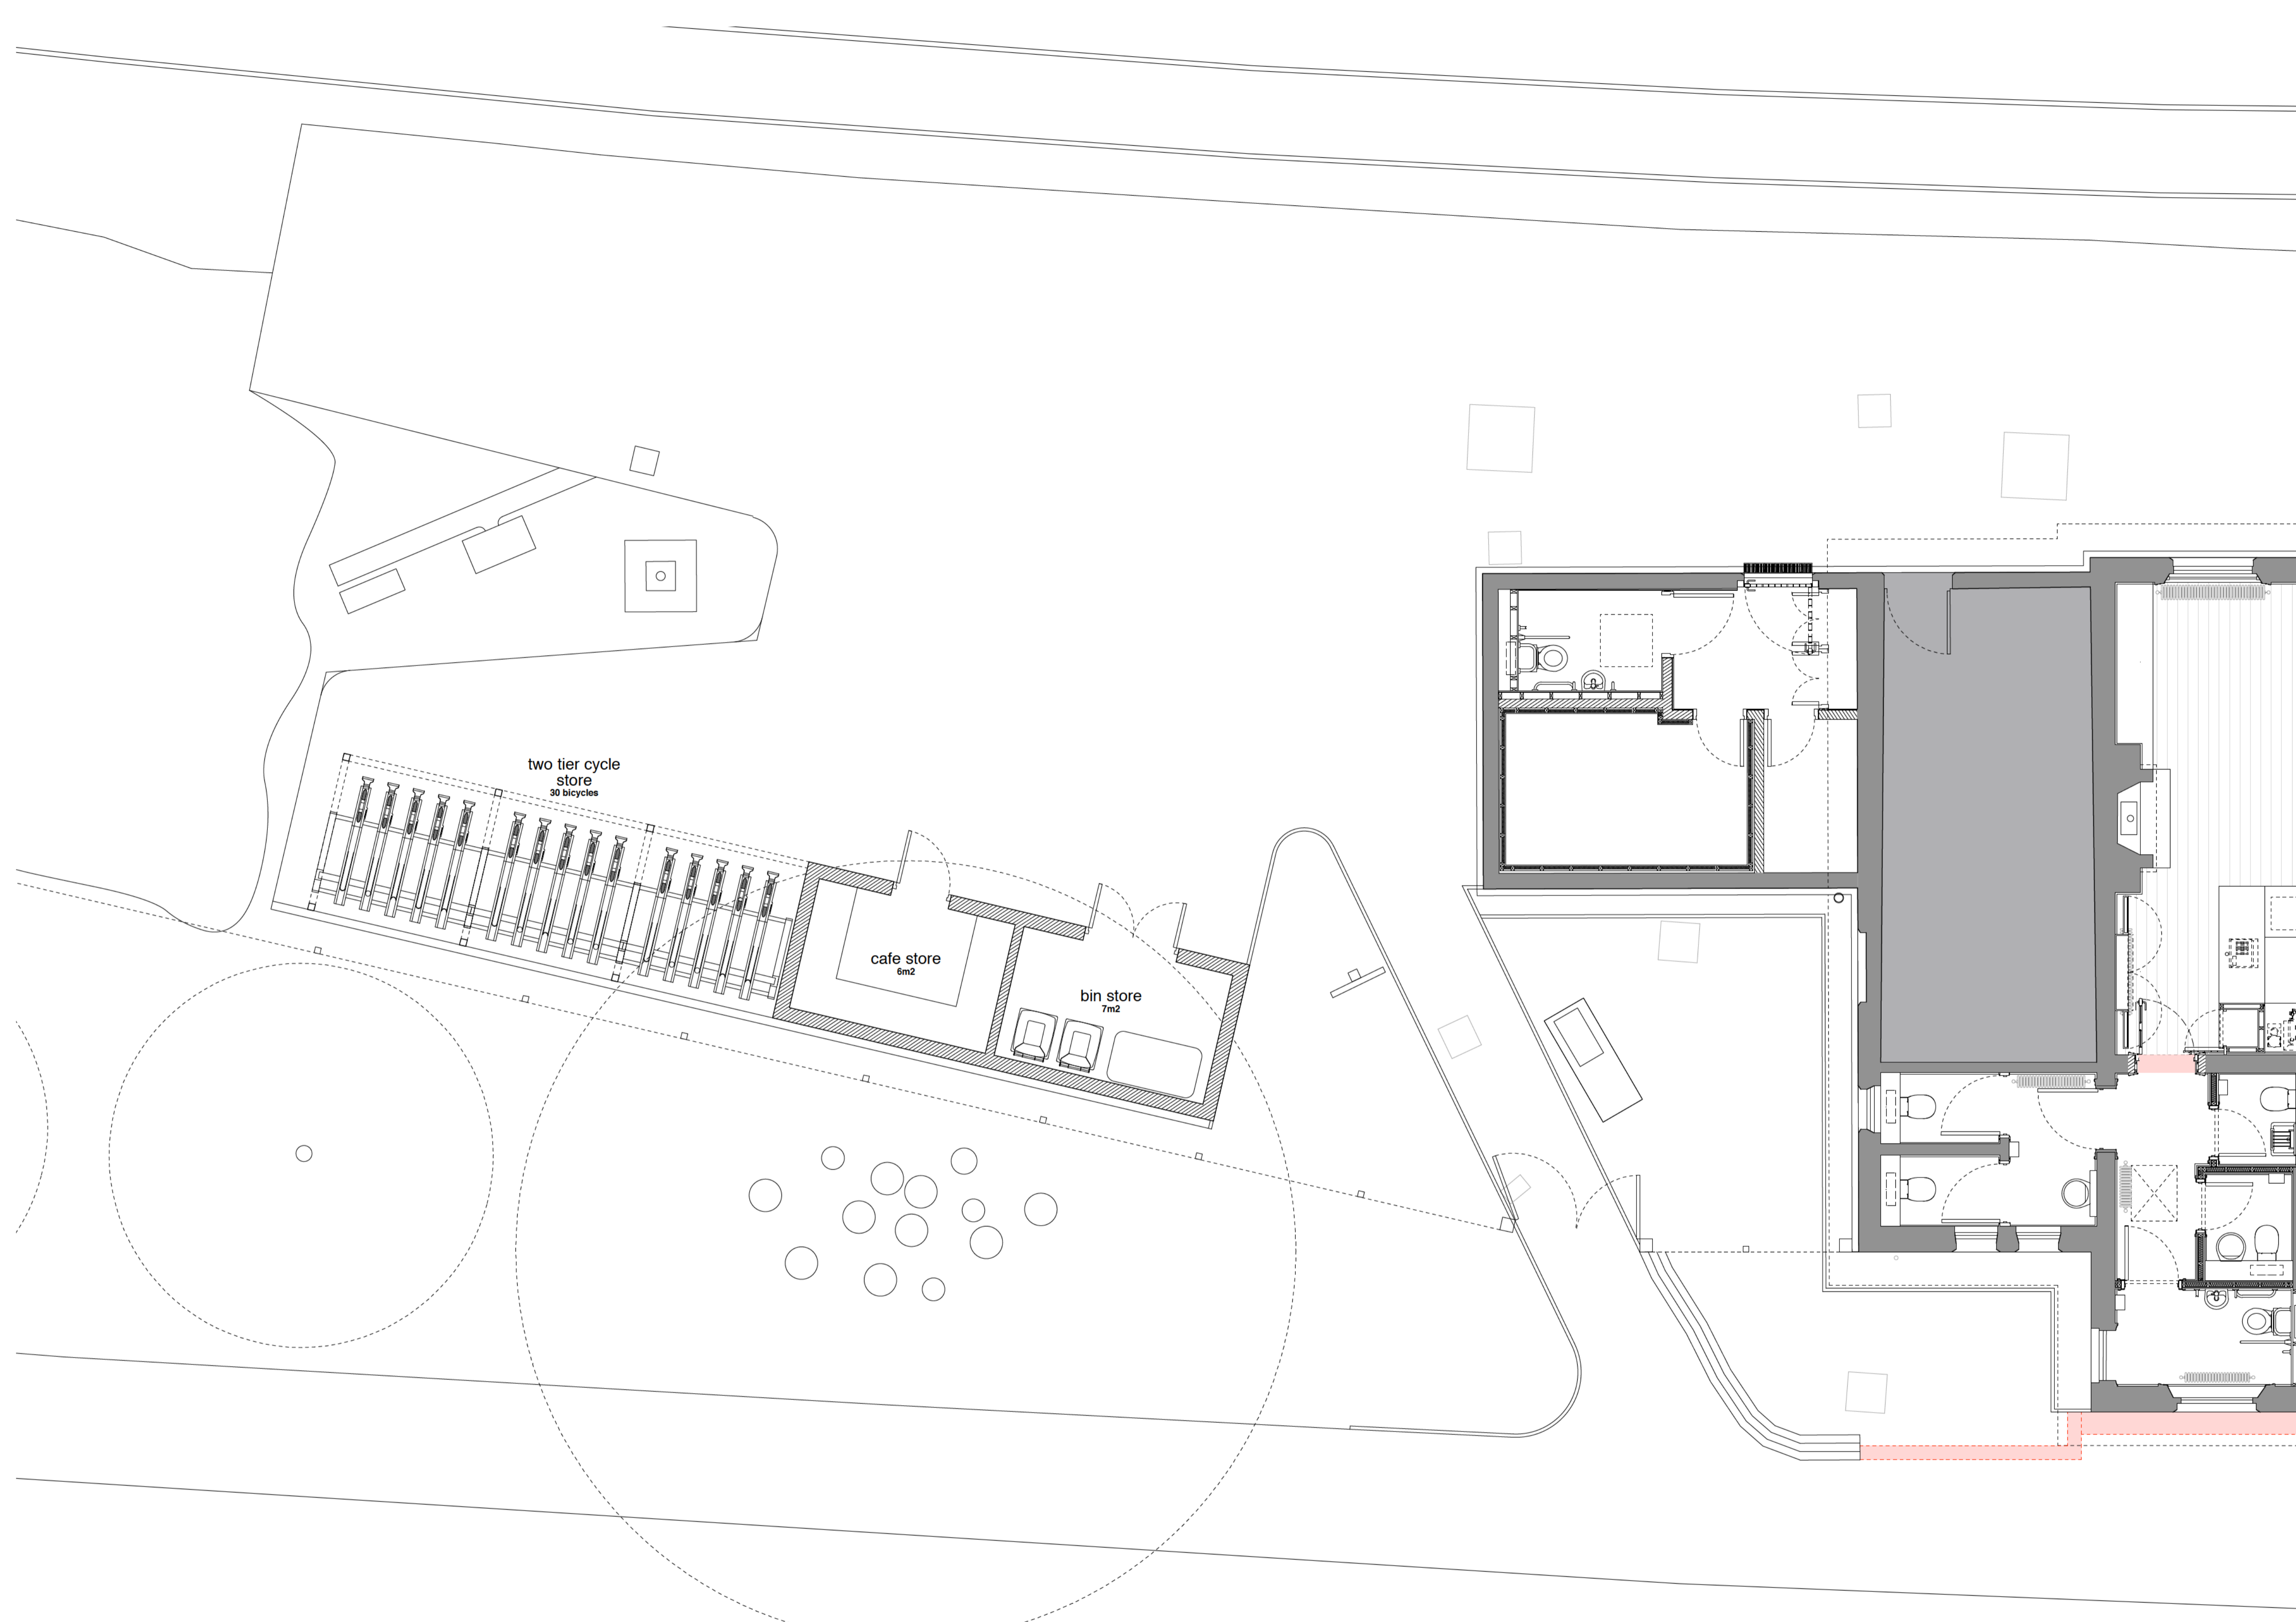 two tier cycle
store
30 bicycles
cafe store
6m2
bin store
7m2